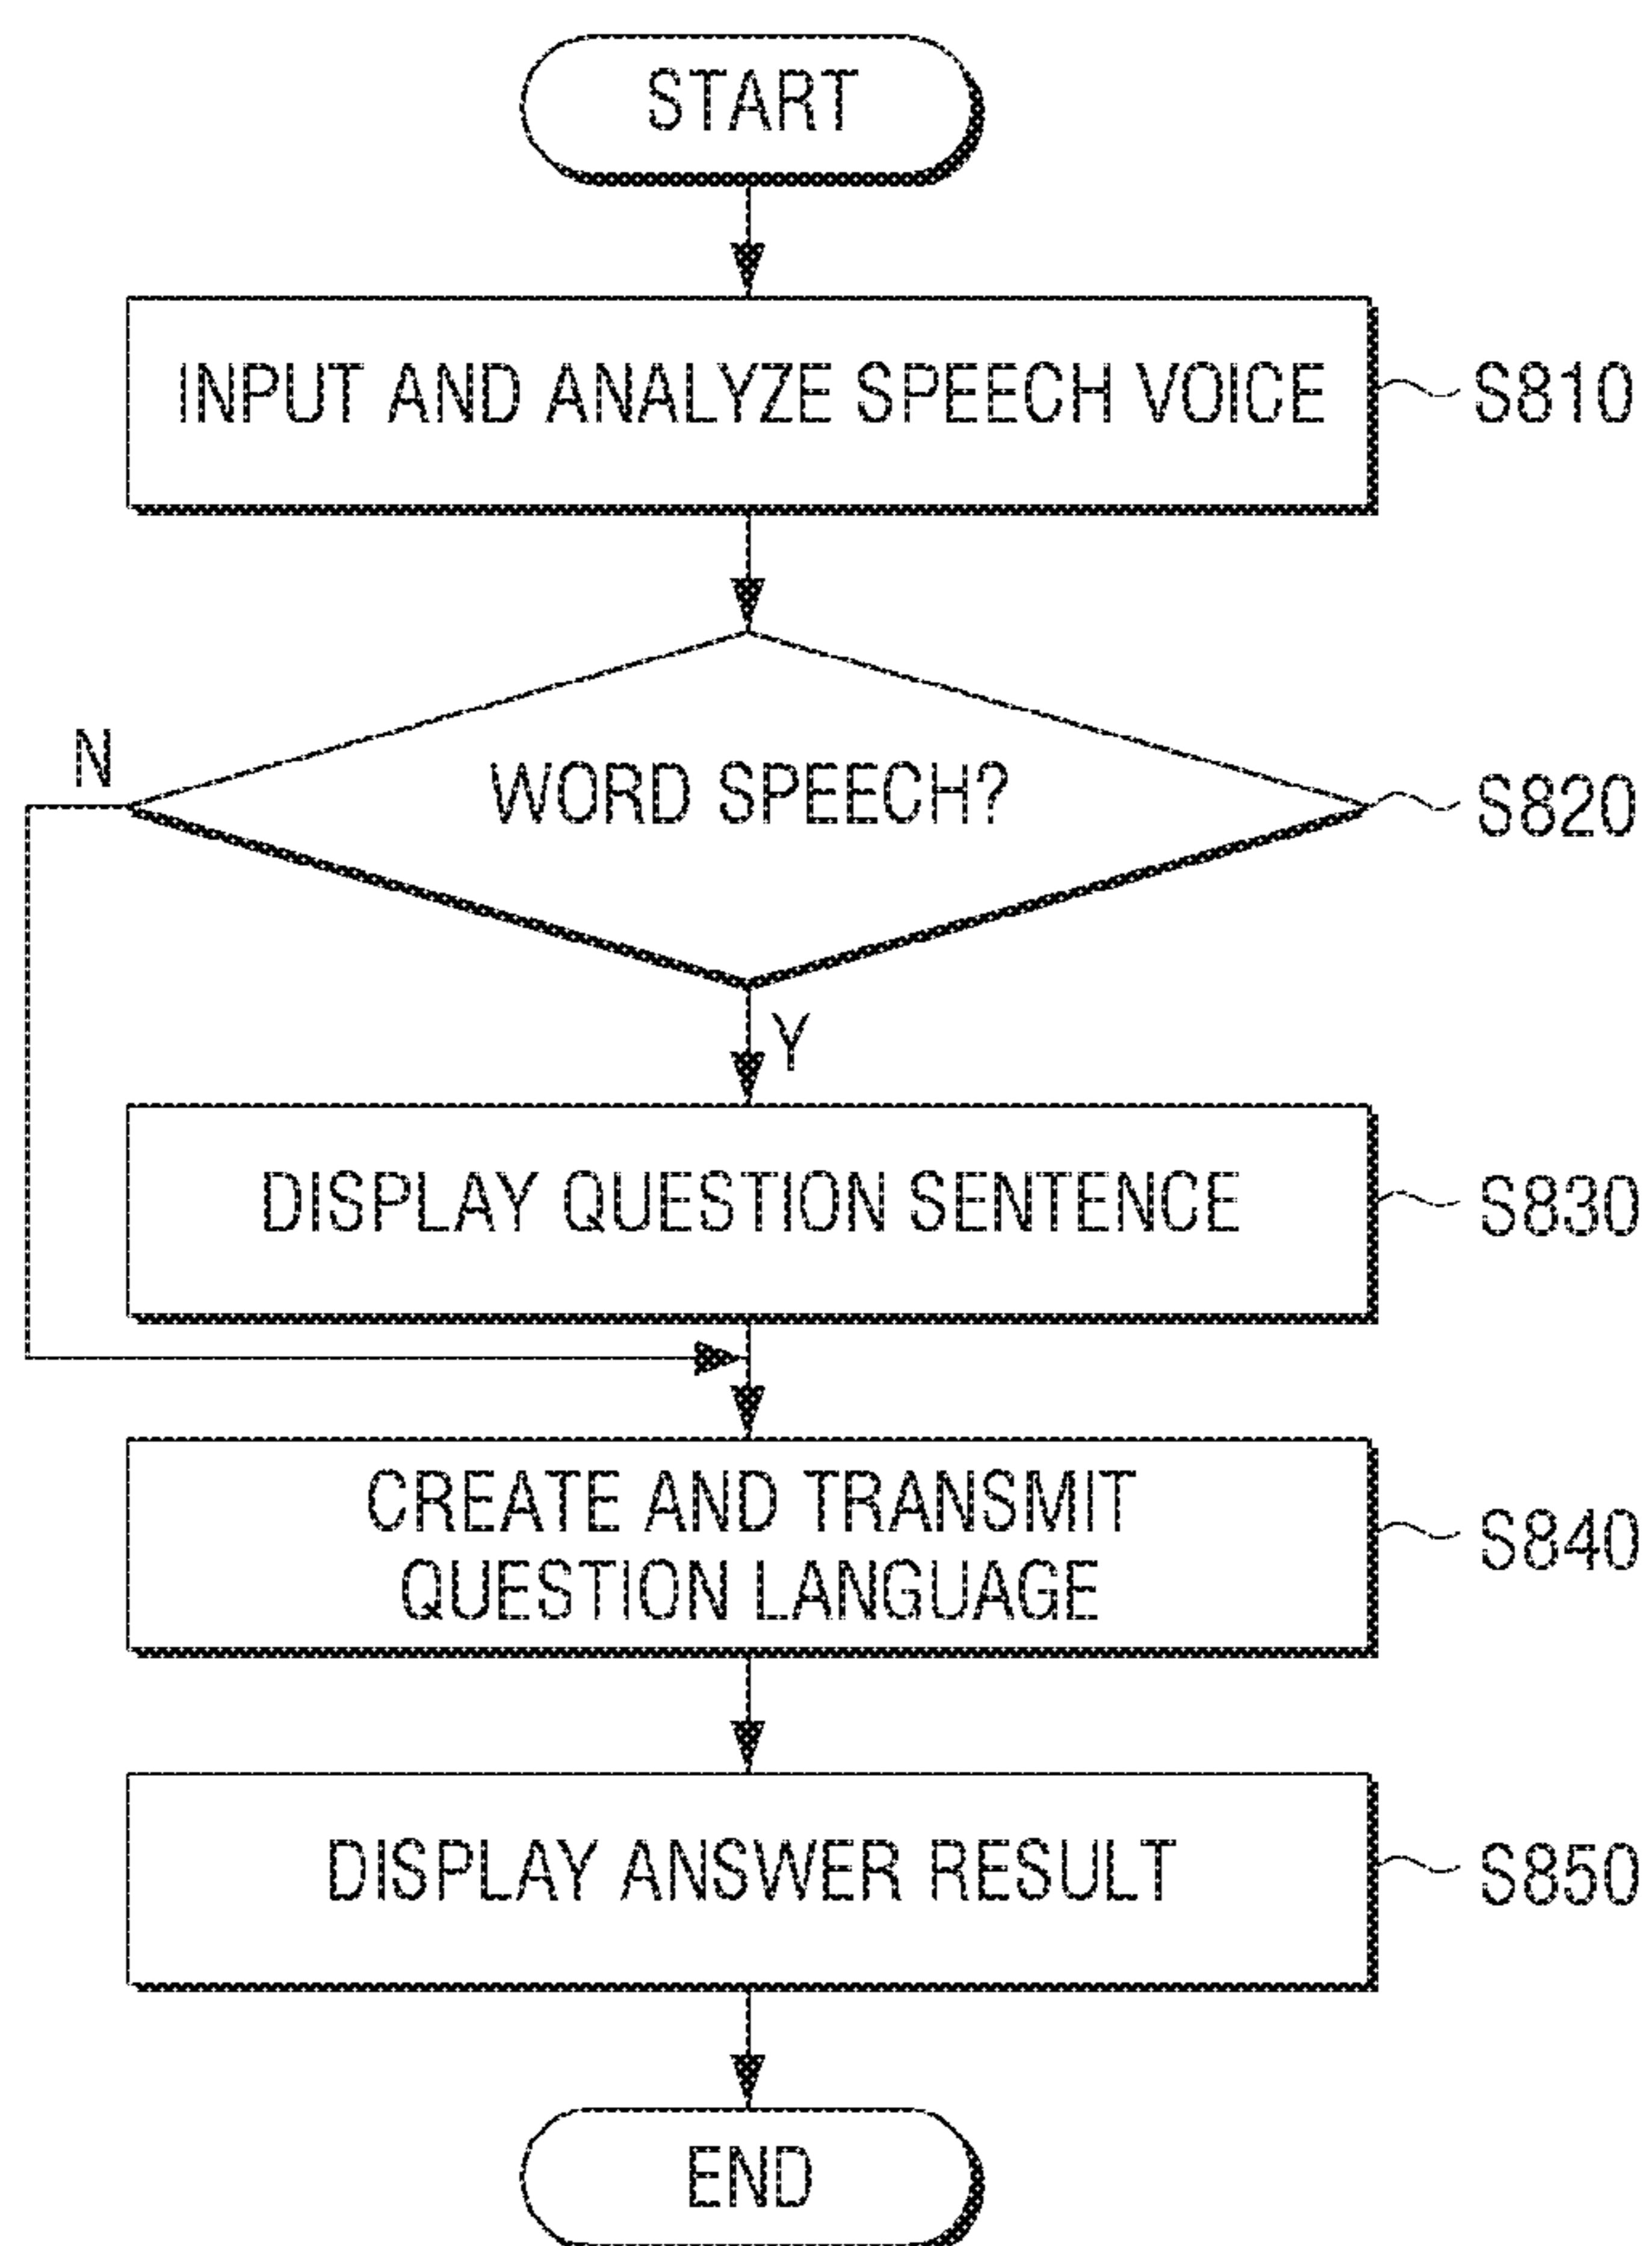 START
INPUT AND ANALYZE SPEECH VOICE
S810
N
WORD SPEECH?
S820
Y
DISPLAY QUESTION SENTENCE
S830
CREATE AND TRANSMIT
QUESTION LANGUAGE
S840
DISPLAY ANSWER RESULT
S850
END